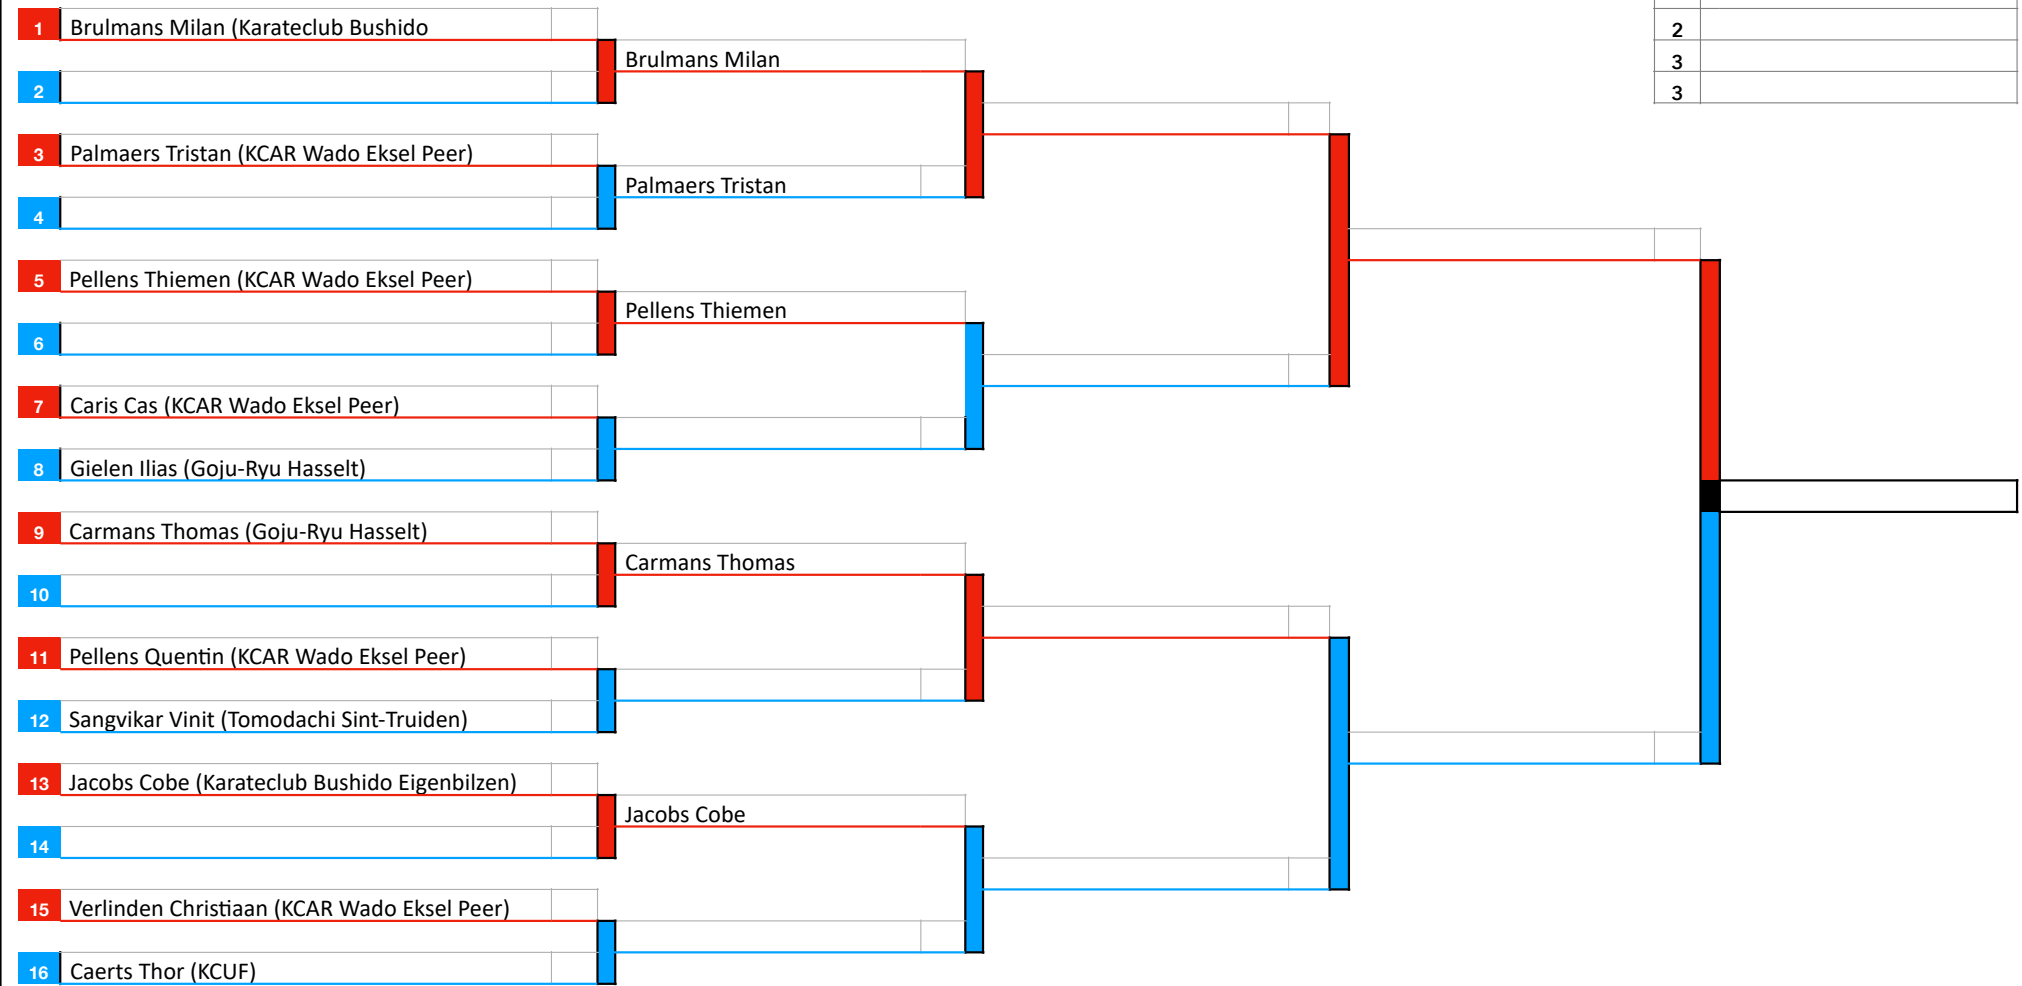 1 Brulmans Milan (Karateclub Bushido
Brulmans Milan
2
3 Palmaers Tristan (KCAR Wado Eksel Peer)
Palmaers Tristan
4
5 Pellens Thiemen (KCAR Wado Eksel Peer)
Pellens Thiemen
6
7 Caris Cas (KCAR Wado Eksel Peer)
8 Gielen Ilias (Goju-Ryu Hasselt)
9 Carmans Thomas (Goju-Ryu Hasselt)
Carmans Thomas
10
11 Pellens Quentin (KCAR Wado Eksel Peer)
12 Sangvikar Vinit (Tomodachi Sint-Truiden)
13 Jacobs Cobe (Karateclub Bushido Eigenbilzen)
Jacobs Cobe
14
15 Verlinden Christiaan (KCAR Wado Eksel Peer)
16 Caerts Thor (KCUF)
2
3
3